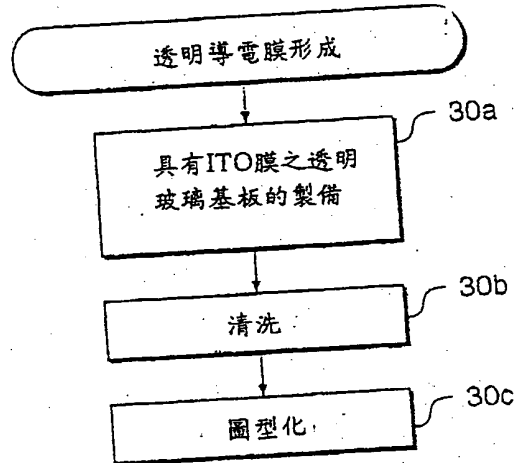 透明導電膜形成
30a
具有ITO膜之透明
玻璃基板的製備
30b
清洗
30c
圖型化